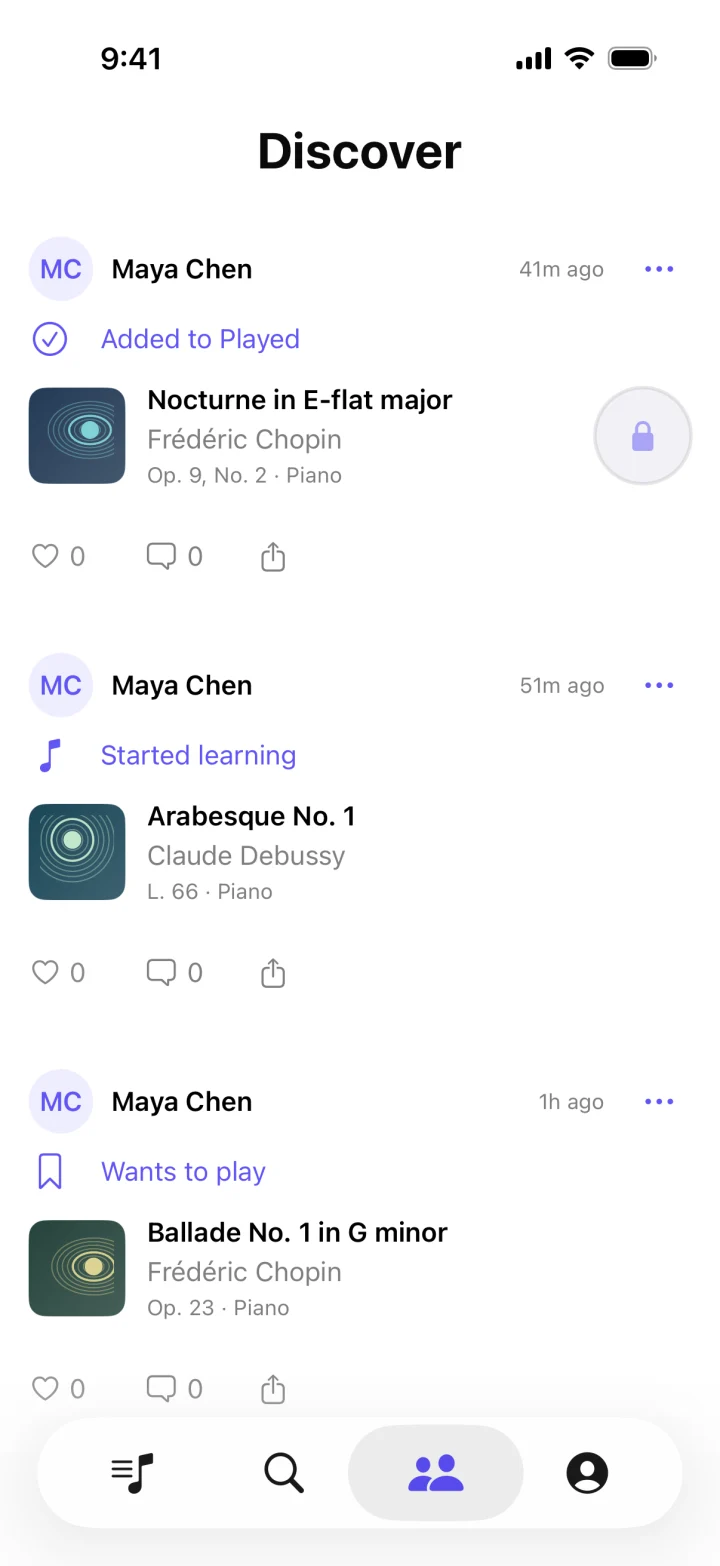 9:41
Discover
MC Maya Chen 41m ago
Added to Played
Nocturne in E-flat major
Frédéric Chopin
Op. 9, No. 2 · Piano
0 0
MC Maya Chen 51m ago
Started learning
Arabesque No. 1
Claude Debussy
L. 66 · Piano
0 0
MC Maya Chen 1h ago
Wants to play
Ballade No. 1 in G minor
Frédéric Chopin
Op. 23 · Piano
0 0